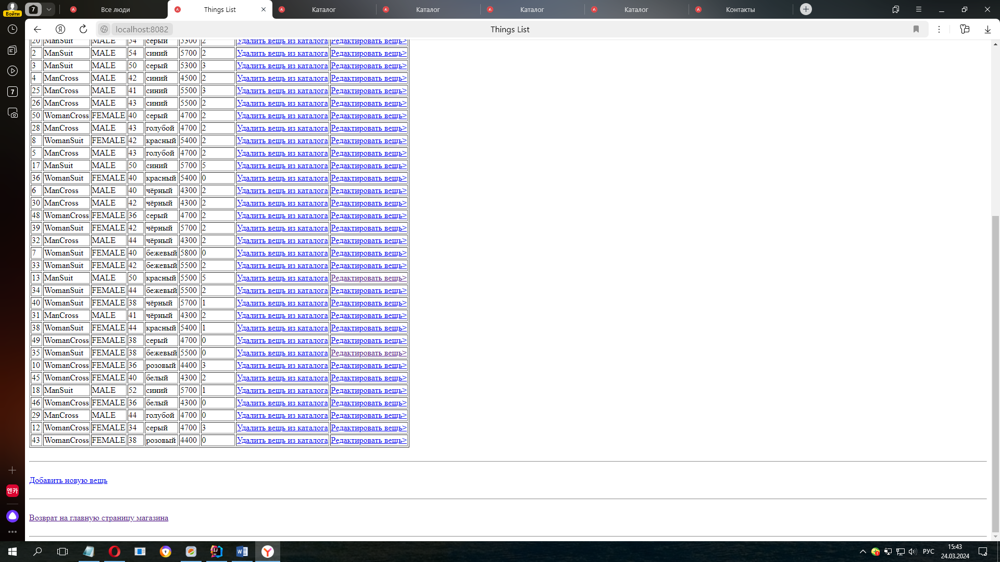 Войти
7 Все люди Things List Каталог Каталог Каталог Каталог Контакты
localhost:8082 Things List
7
20 ManSuit MALE 54 серый 5300 2 Удалить вещь из каталога Редактировать вещь>
2 ManSuit MALE 54 синий 5700 2 Удалить вещь из каталога Редактировать вещь>
3 ManSuit MALE 50 серый 5300 3 Удалить вещь из каталога Редактировать вещь>
4 ManCross MALE 42 синий 4500 2 Удалить вещь из каталога Редактировать вещь>
25 ManCross MALE 41 синий 5500 3 Удалить вещь из каталога Редактировать вещь>
26 ManCross MALE 43 синий 5500 2 Удалить вещь из каталога Редактировать вещь>
50 WomanCross FEMALE 40 серый 4700 2 Удалить вещь из каталога Редактировать вещь>
28 ManCross MALE 43 голубой 4700 2 Удалить вещь из каталога Редактировать вещь>
8 WomanSuit FEMALE 42 красный 5400 2 Удалить вещь из каталога Редактировать вещь>
5 ManCross MALE 43 голубой 4700 2 Удалить вещь из каталога Редактировать вещь>
17 ManSuit MALE 50 синий 5700 5 Удалить вещь из каталога Редактировать вещь>
36 WomanSuit FEMALE 40 красный 5400 0 Удалить вещь из каталога Редактировать вещь>
6 ManCross MALE 40 чёрный 4300 2 Удалить вещь из каталога Редактировать вещь>
30 ManCross MALE 42 чёрный 4300 2 Удалить вещь из каталога Редактировать вещь>
48 WomanCross FEMALE 36 серый 4700 2 Удалить вещь из каталога Редактировать вещь>
39 WomanSuit FEMALE 42 чёрный 5700 2 Удалить вещь из каталога Редактировать вещь>
32 ManCross MALE 44 чёрный 4300 2 Удалить вещь из каталога Редактировать вещь>
7 WomanSuit FEMALE 40 бежевый 5800 0 Удалить вещь из каталога Редактировать вещь>
33 WomanSuit FEMALE 42 бежевый 5500 2 Удалить вещь из каталога Редактировать вещь>
13 ManSuit MALE 50 красный 5500 5 Удалить вещь из каталога Редактировать вещь>
34 WomanSuit FEMALE 44 бежевый 5500 2 Удалить вещь из каталога Редактировать вещь>
40 WomanSuit FEMALE 38 чёрный 5700 1 Удалить вещь из каталога Редактировать вещь>
31 ManCross MALE 41 чёрный 4300 2 Удалить вещь из каталога Редактировать вещь>
38 WomanSuit FEMALE 44 красный 5400 1 Удалить вещь из каталога Редактировать вещь>
49 WomanCross FEMALE 38 серый 4700 0 Удалить вещь из каталога Редактировать вещь>
35 WomanSuit FEMALE 38 бежевый 5500 0 Удалить вещь из каталога Редактировать вещь>
10 WomanCross FEMALE 36 розовый 4400 3 Удалить вещь из каталога Редактировать вещь>
45 WomanCross FEMALE 40 белый 4300 2 Удалить вещь из каталога Редактировать вещь>
18 ManSuit MALE 52 синий 5700 1 Удалить вещь из каталога Редактировать вещь>
46 WomanCross FEMALE 36 белый 4300 0 Удалить вещь из каталога Редактировать вещь>
29 ManCross MALE 44 голубой 4700 0 Удалить вещь из каталога Редактировать вещь>
12 WomanCross FEMALE 34 серый 4700 3 Удалить вещь из каталога Редактировать вещь>
43 WomanCross FEMALE 38 розовый 4400 0 Удалить вещь из каталога Редактировать вещь>
Добавить новую вещь
엔카
Возврат на главную страницу магазина
РУС 15:43
24.03.2024